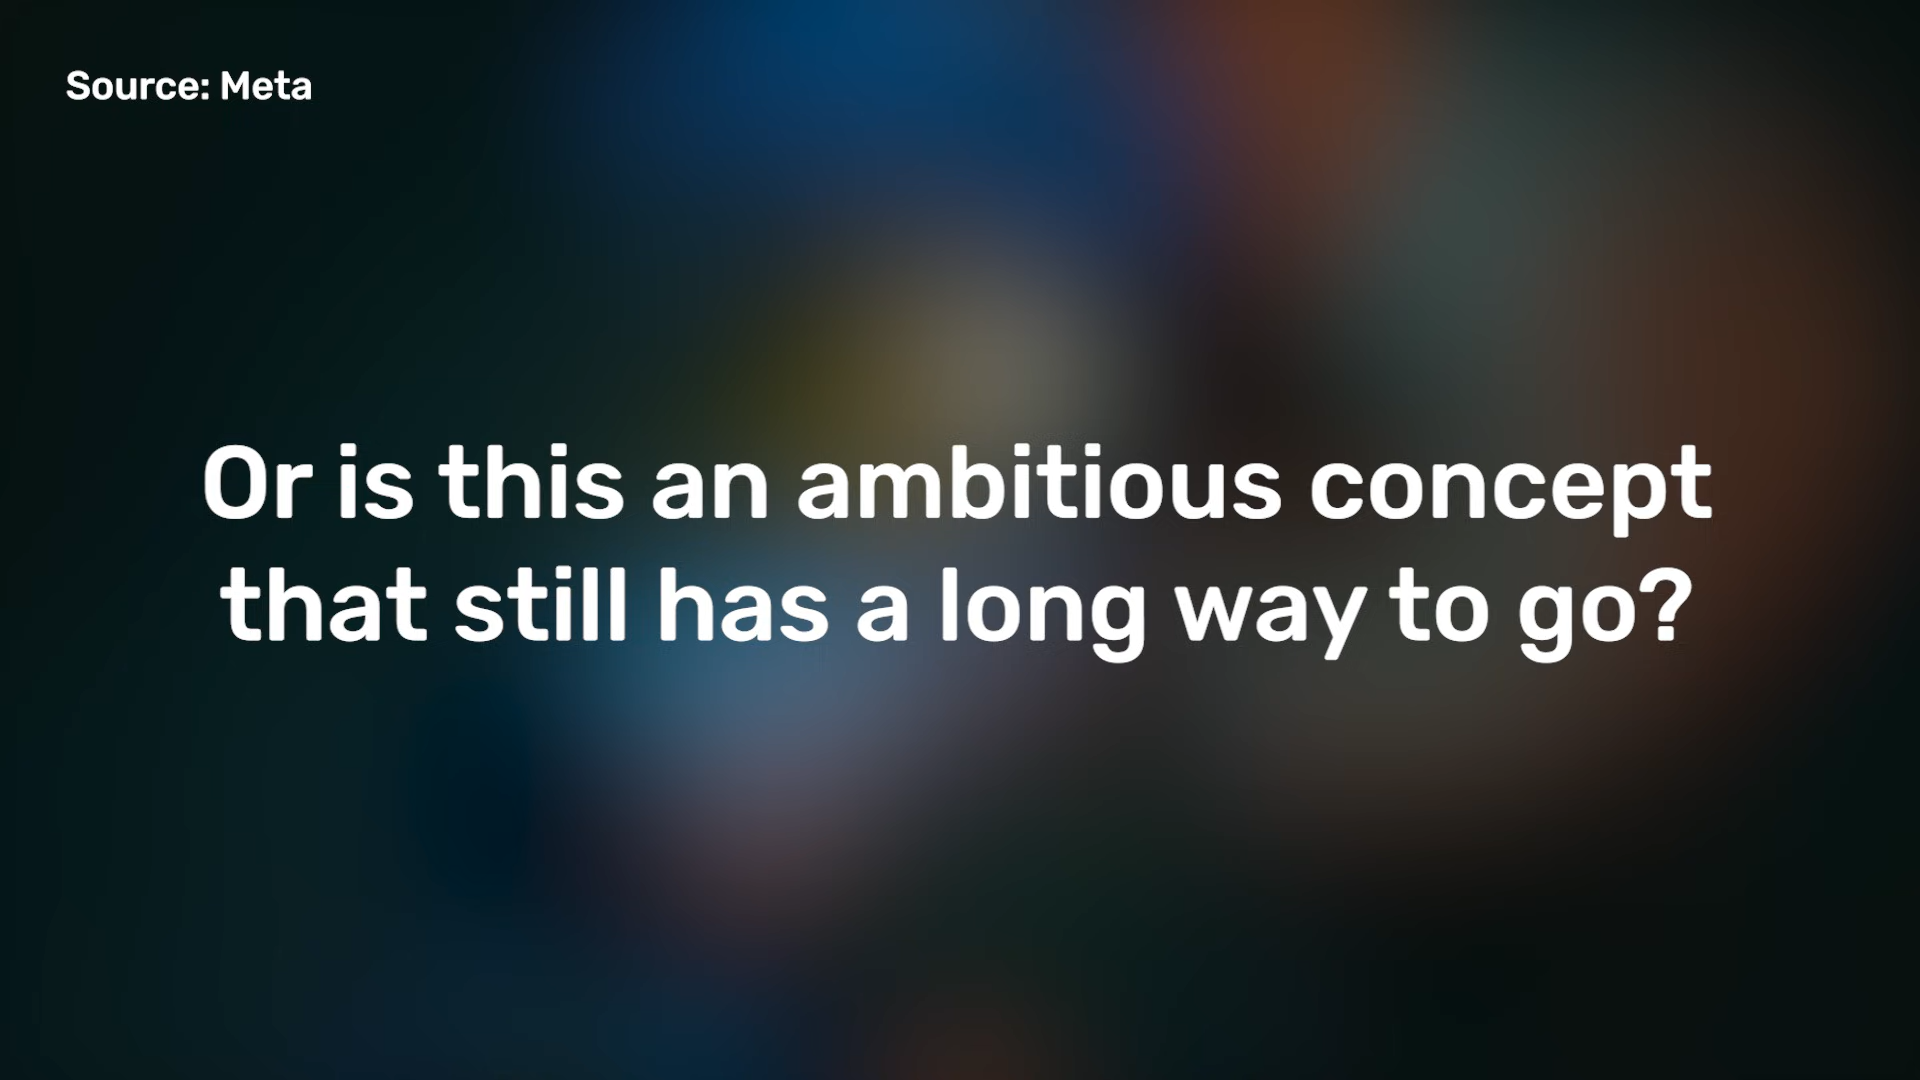 Source: Meta
Or is this an ambitious concept
that still has a long way to go?